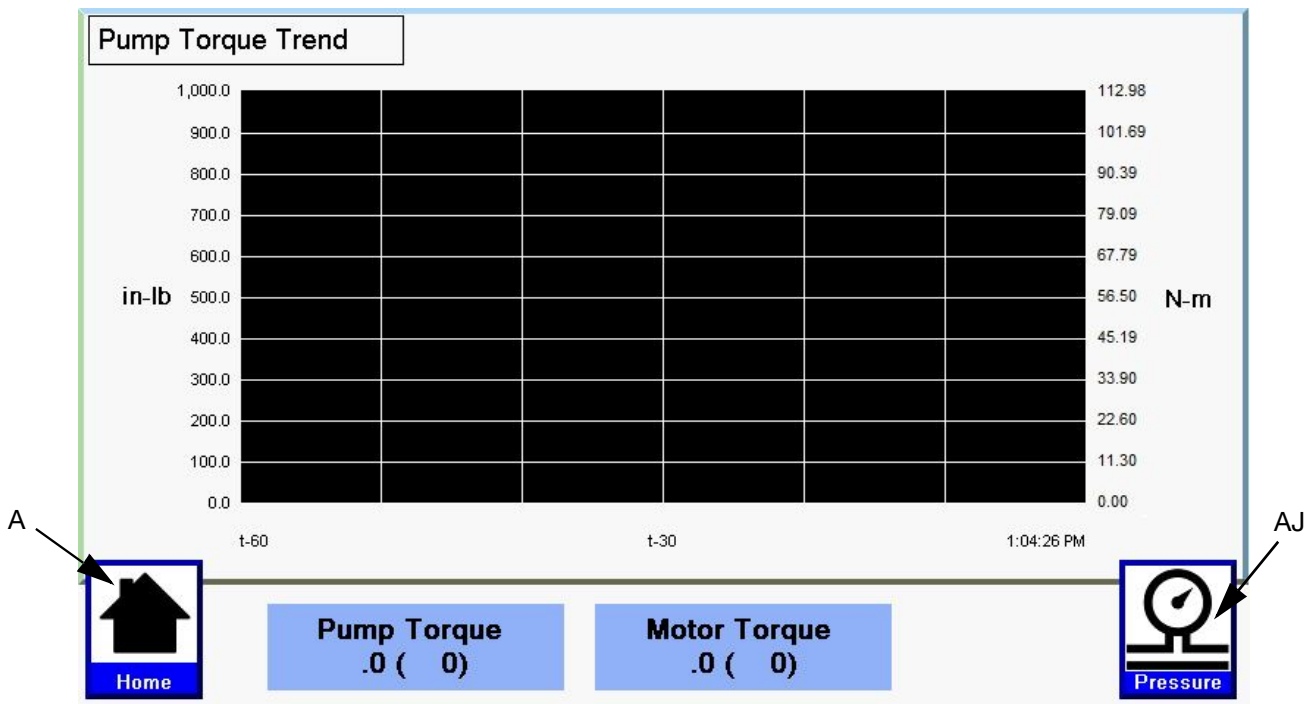 Pump Torque Trend
1,000.0 112.98
900.0 101.69
800.0 90.39
700.0 79.09
600.0 67.79
in-lb 500.0 56.50 N-m
400.0 45.19
300.0 33.90
200.0 22.60
100.0 11.30
0.0 0.00
A AJ
t-60 t-30 1:04:26 PM
Pump Torque Motor Torque
.0 ( 0) .0 ( 0)
Home Pressure